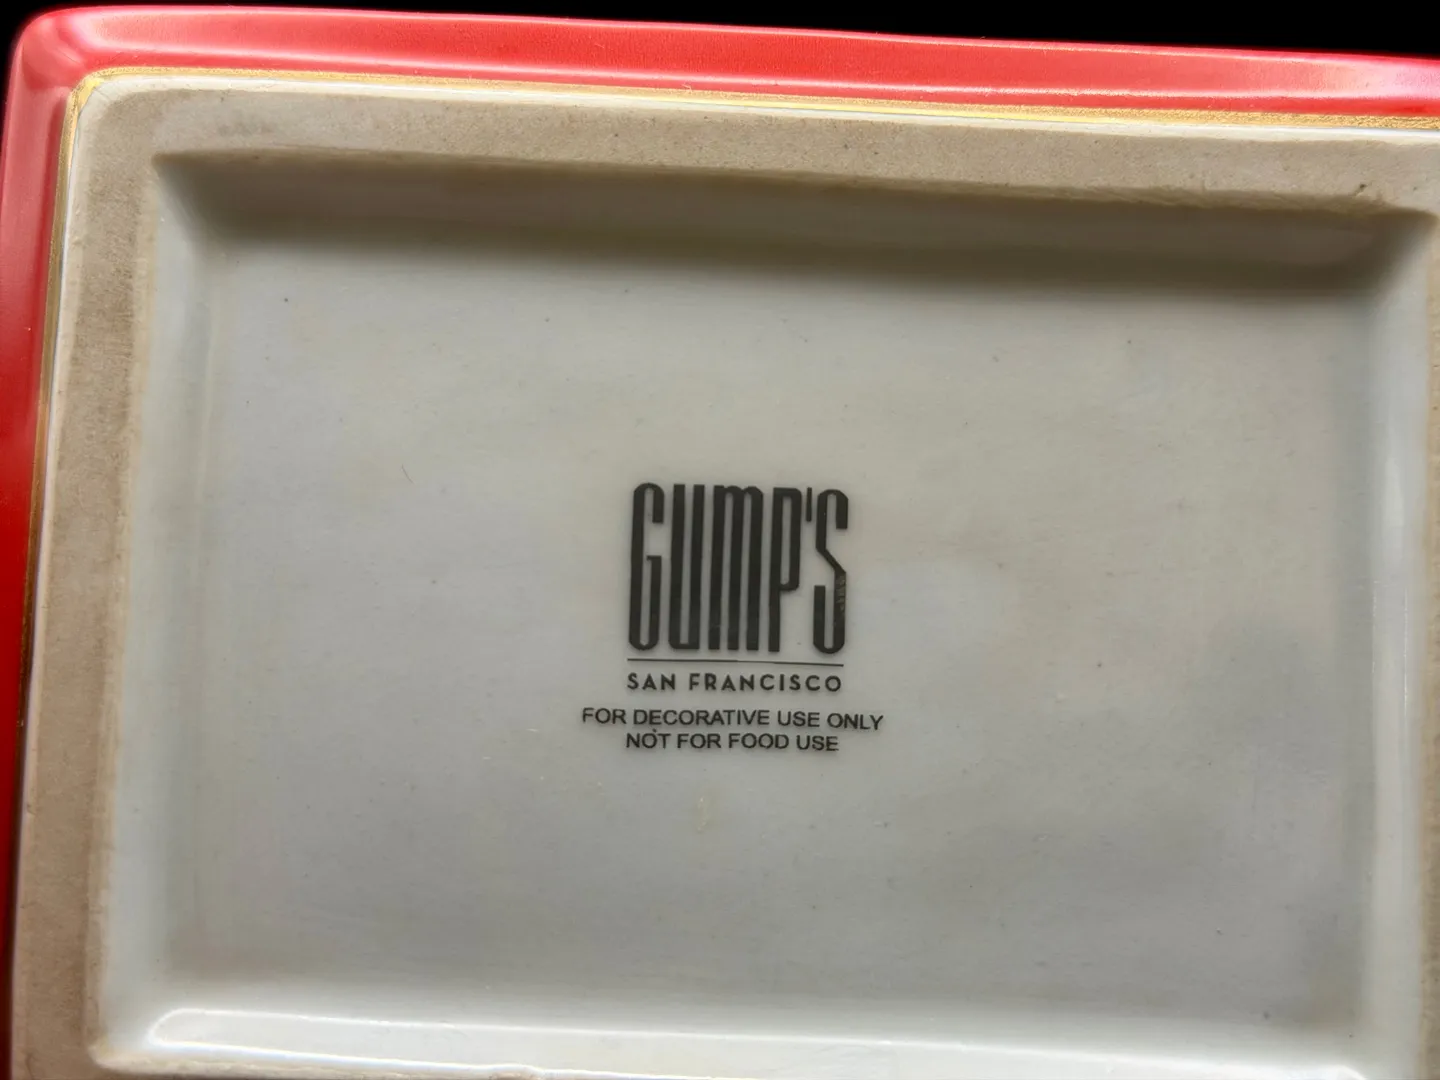 GUMP'S
SAN FRANCISCO
FOR DECORATIVE USE ONLY
NOT FOR FOOD USE